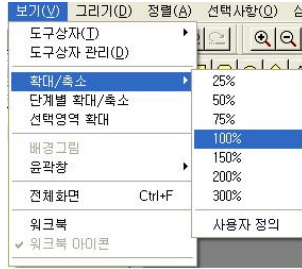 보기(V) 그리기(D) 정렬(A) 선택사항(O)
도구상자(T)
도구상자 관리(D)
확대/축소
단계별 확대/축소
선택영역 확대
배경그림
윤곽창
전체화면 Ctrl+F
워크북
워크북 아이콘
25%
50%
75%
100%
150%
200%
300%
사용자 정의